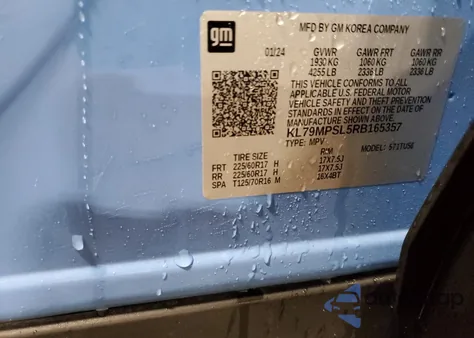 MFD BY GM KOREA COMPANY
gm
01/24 GVWR GAWR FRT GAWR RR
1930 KG 1060 KG 1060 KG
4255 LB 2336 LB 2336 LB
THIS VEHICLE CONFORMS TO ALL
APPLICABLE U.S. FEDERAL MOTOR
VEHICLE SAFETY, BUMPER, AND THEFT
PREVENTION STANDARDS IN EFFECT ON
THE DATE OF MANUFACTURE SHOWN ABOVE.
KL79MPSL5RB165357
TYPE: MPV
TIRE SIZE RIM
FRT 225/60R17 H 17X7.5J
RR 225/60R17 H 17X7.5J
SPA T125/70R16 M 16X4BT